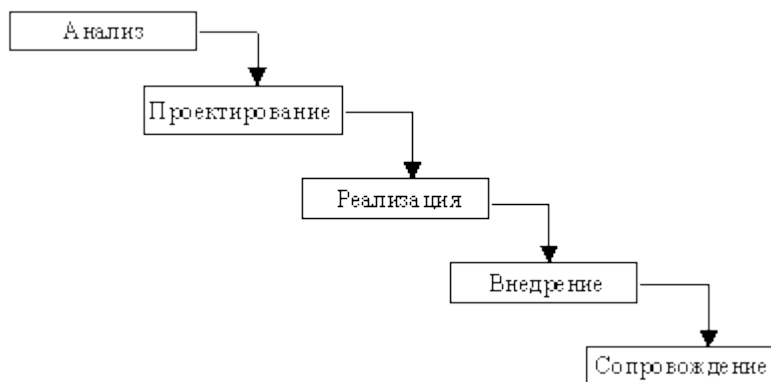 Анализ
Проектирование
Реализация
Внедрение
Сопровождение